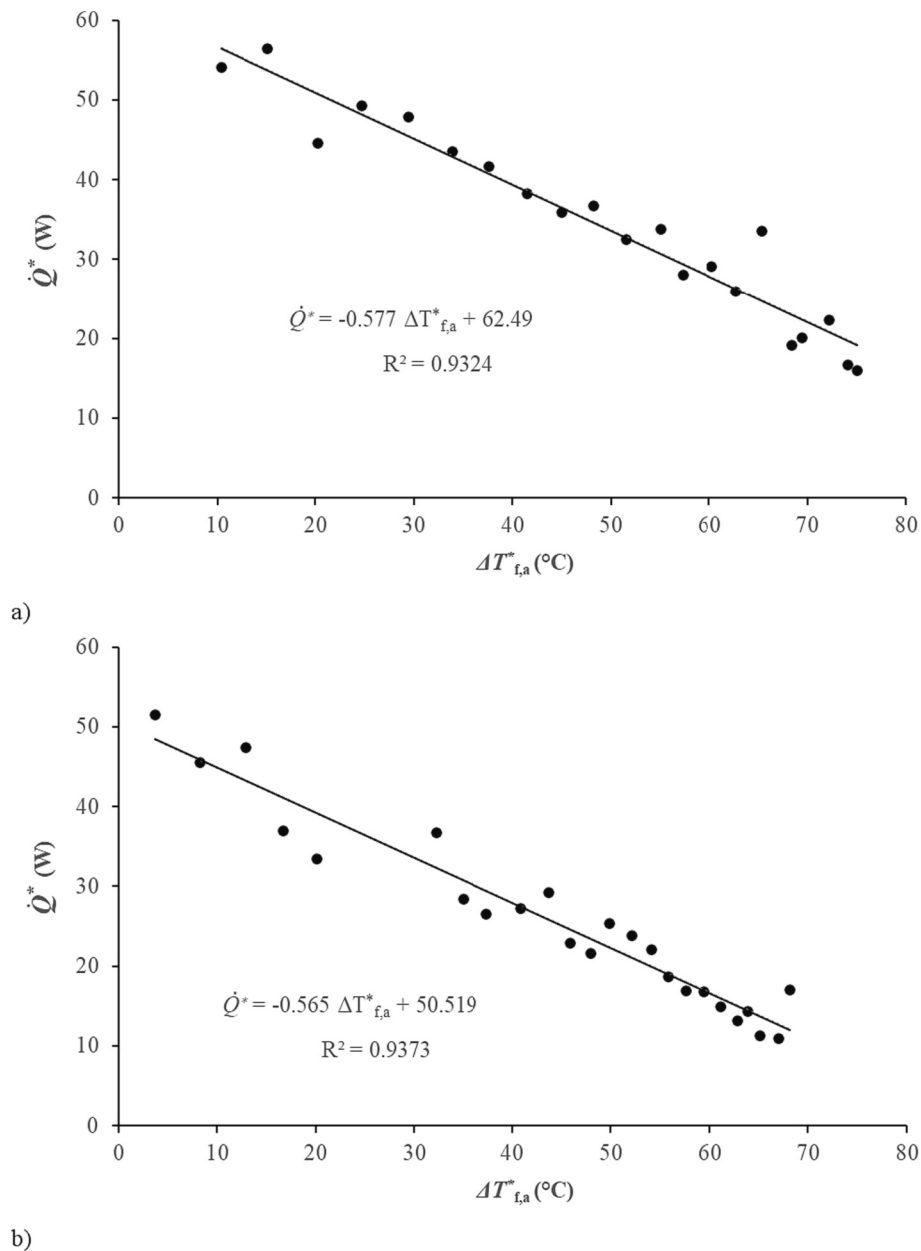 60
50
40
30
20
10
0
Q̇* (W)
Q̇* = -0.577 ΔT*f,a + 62.49
R² = 0.9324
0 10 20 30 40 50 60 70 80
ΔT*f,a (°C)
a)
60
50
40
30
20
10
0
Q̇* (W)
Q̇* = -0.565 ΔT*f,a + 50.519
R² = 0.9373
0 10 20 30 40 50 60 70 80
ΔT*f,a (°C)
b)